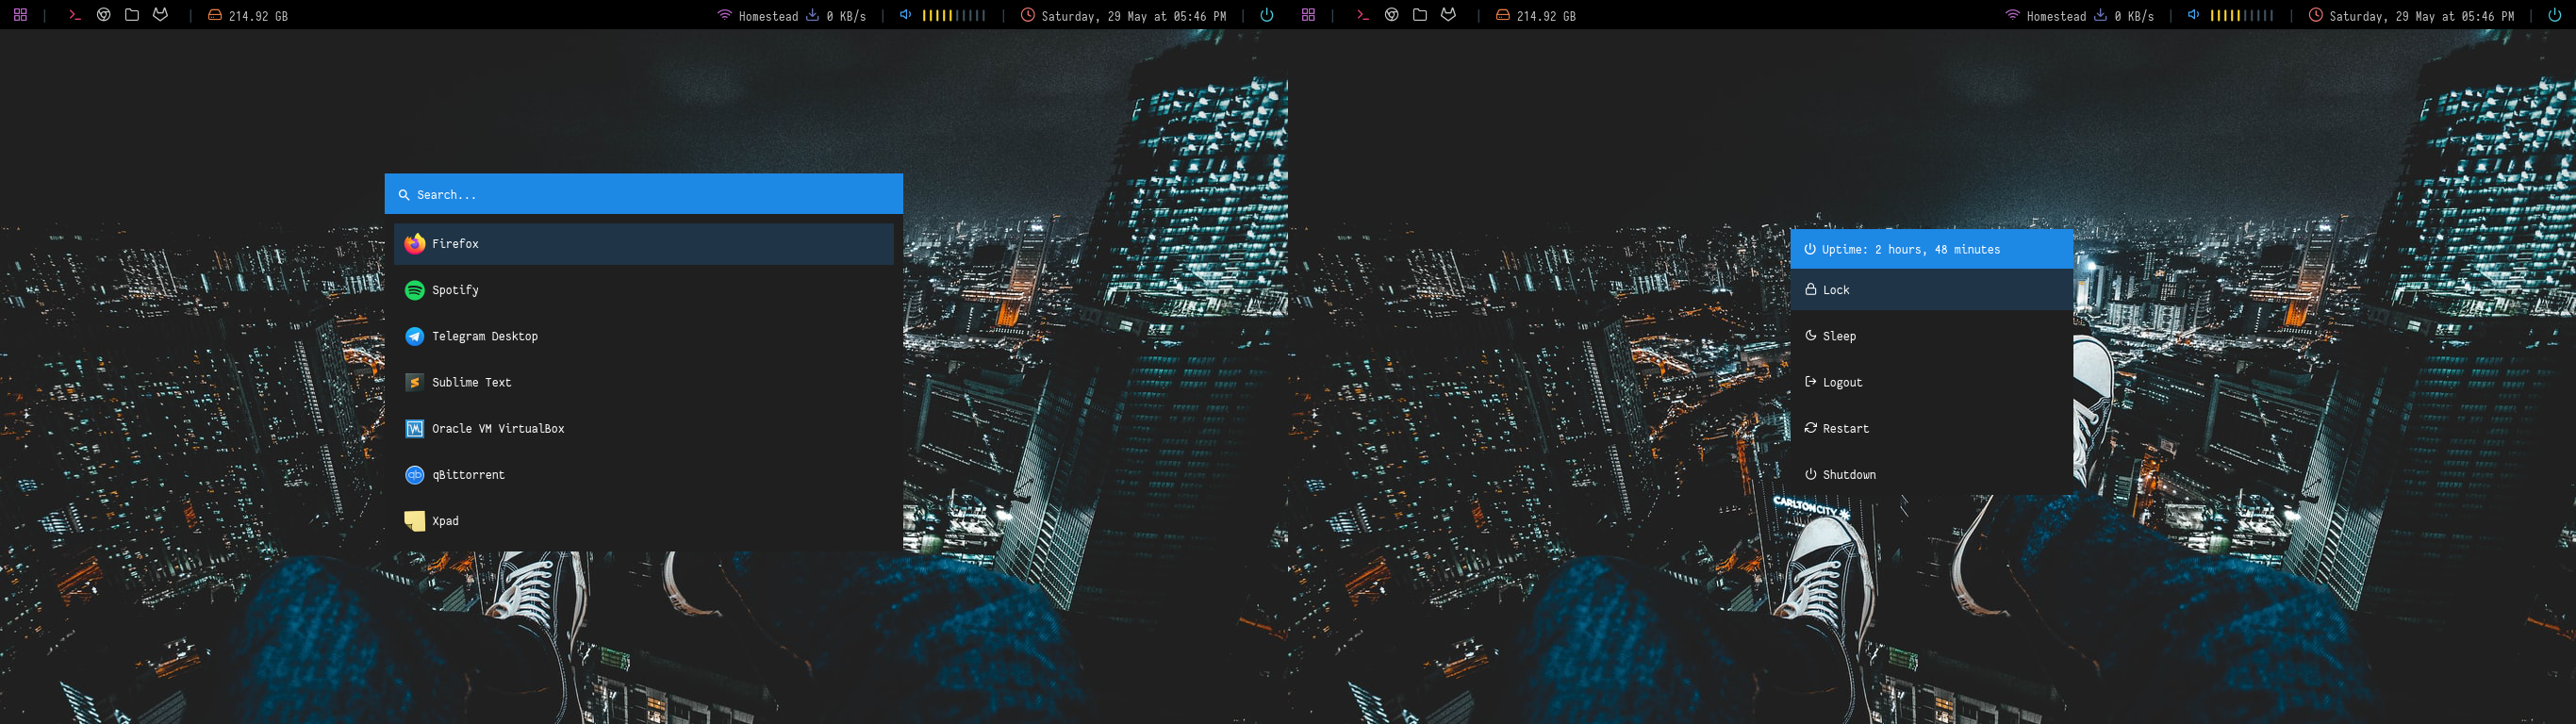 214.92 GB
Homestead 0 KB/s
Saturday, 29 May at 05:46 PM
Search...
Firefox
Spotify
Telegram Desktop
Sublime Text
Oracle VM VirtualBox
qBittorrent
Xpad
214.92 GB
Homestead 0 KB/s
Saturday, 29 May at 05:46 PM
Uptime: 2 hours, 48 minutes
Lock
Sleep
Logout
Restart
Shutdown
CARLTON CITY